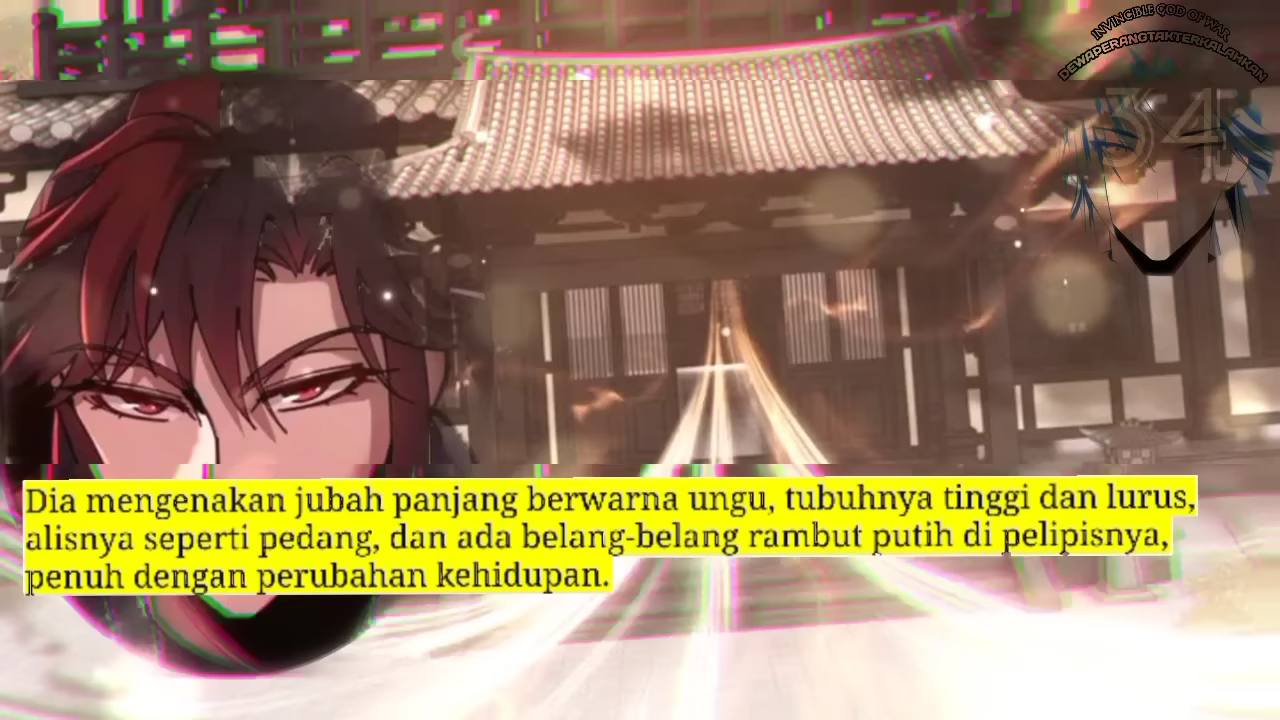 INVINCIBLE GOD OF WAR
DEWAPERANGTAKTERKALAHKAN
34
Dia mengenakan jubah panjang berwarna ungu, tubuhnya tinggi dan lurus,
alisnya seperti pedang, dan ada belang-belang rambut putih di pelipisnya,
penuh dengan perubahan kehidupan.